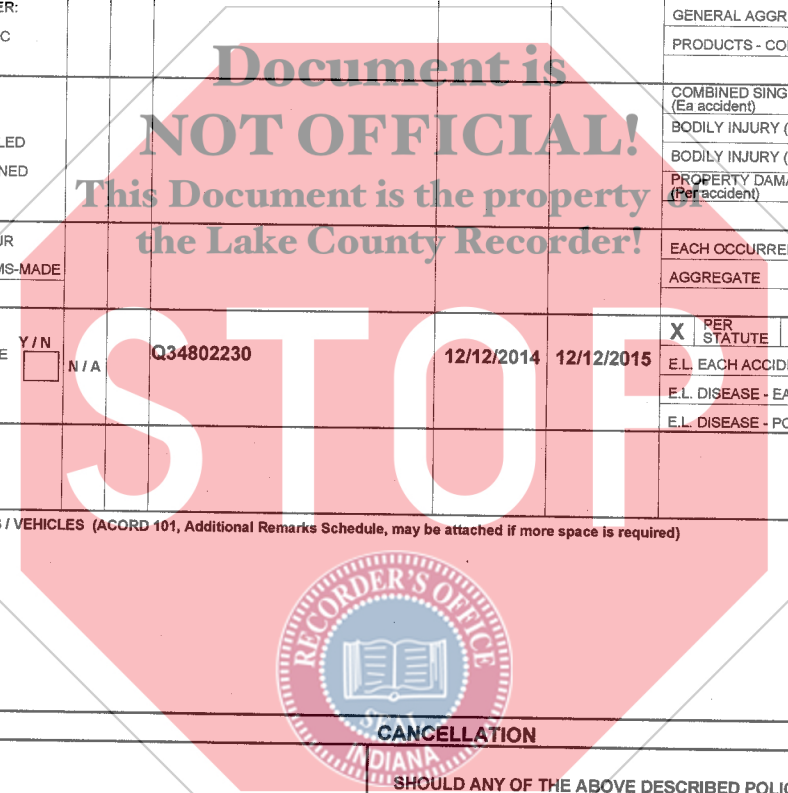 ER:
GENERAL AGGR
C
PRODUCTS - CO
Document is
COMBINED SING
(Ea accident)
NOT OFFICIAL!
BODILY INJURY (
LED
BODILY INJURY (
NED
PROPERTY DAMA
(Per accident)
This Document is the property of
the Lake County Recorder!
UR
EACH OCCURRE
MS-MADE
AGGREGATE
STOP
X PER
STATUTE
Y / N
E N / A Q34802230 12/12/2014 12/12/2015
E.L. EACH ACCID
E.L. DISEASE - EA
E.L. DISEASE - PO
S / VEHICLES (ACORD 101, Additional Remarks Schedule, may be attached if more space is required)
RECORDER'S OFFICE
SEAL
INDIANA
CANCELLATION
SHOULD ANY OF THE ABOVE DESCRIBED POLIC